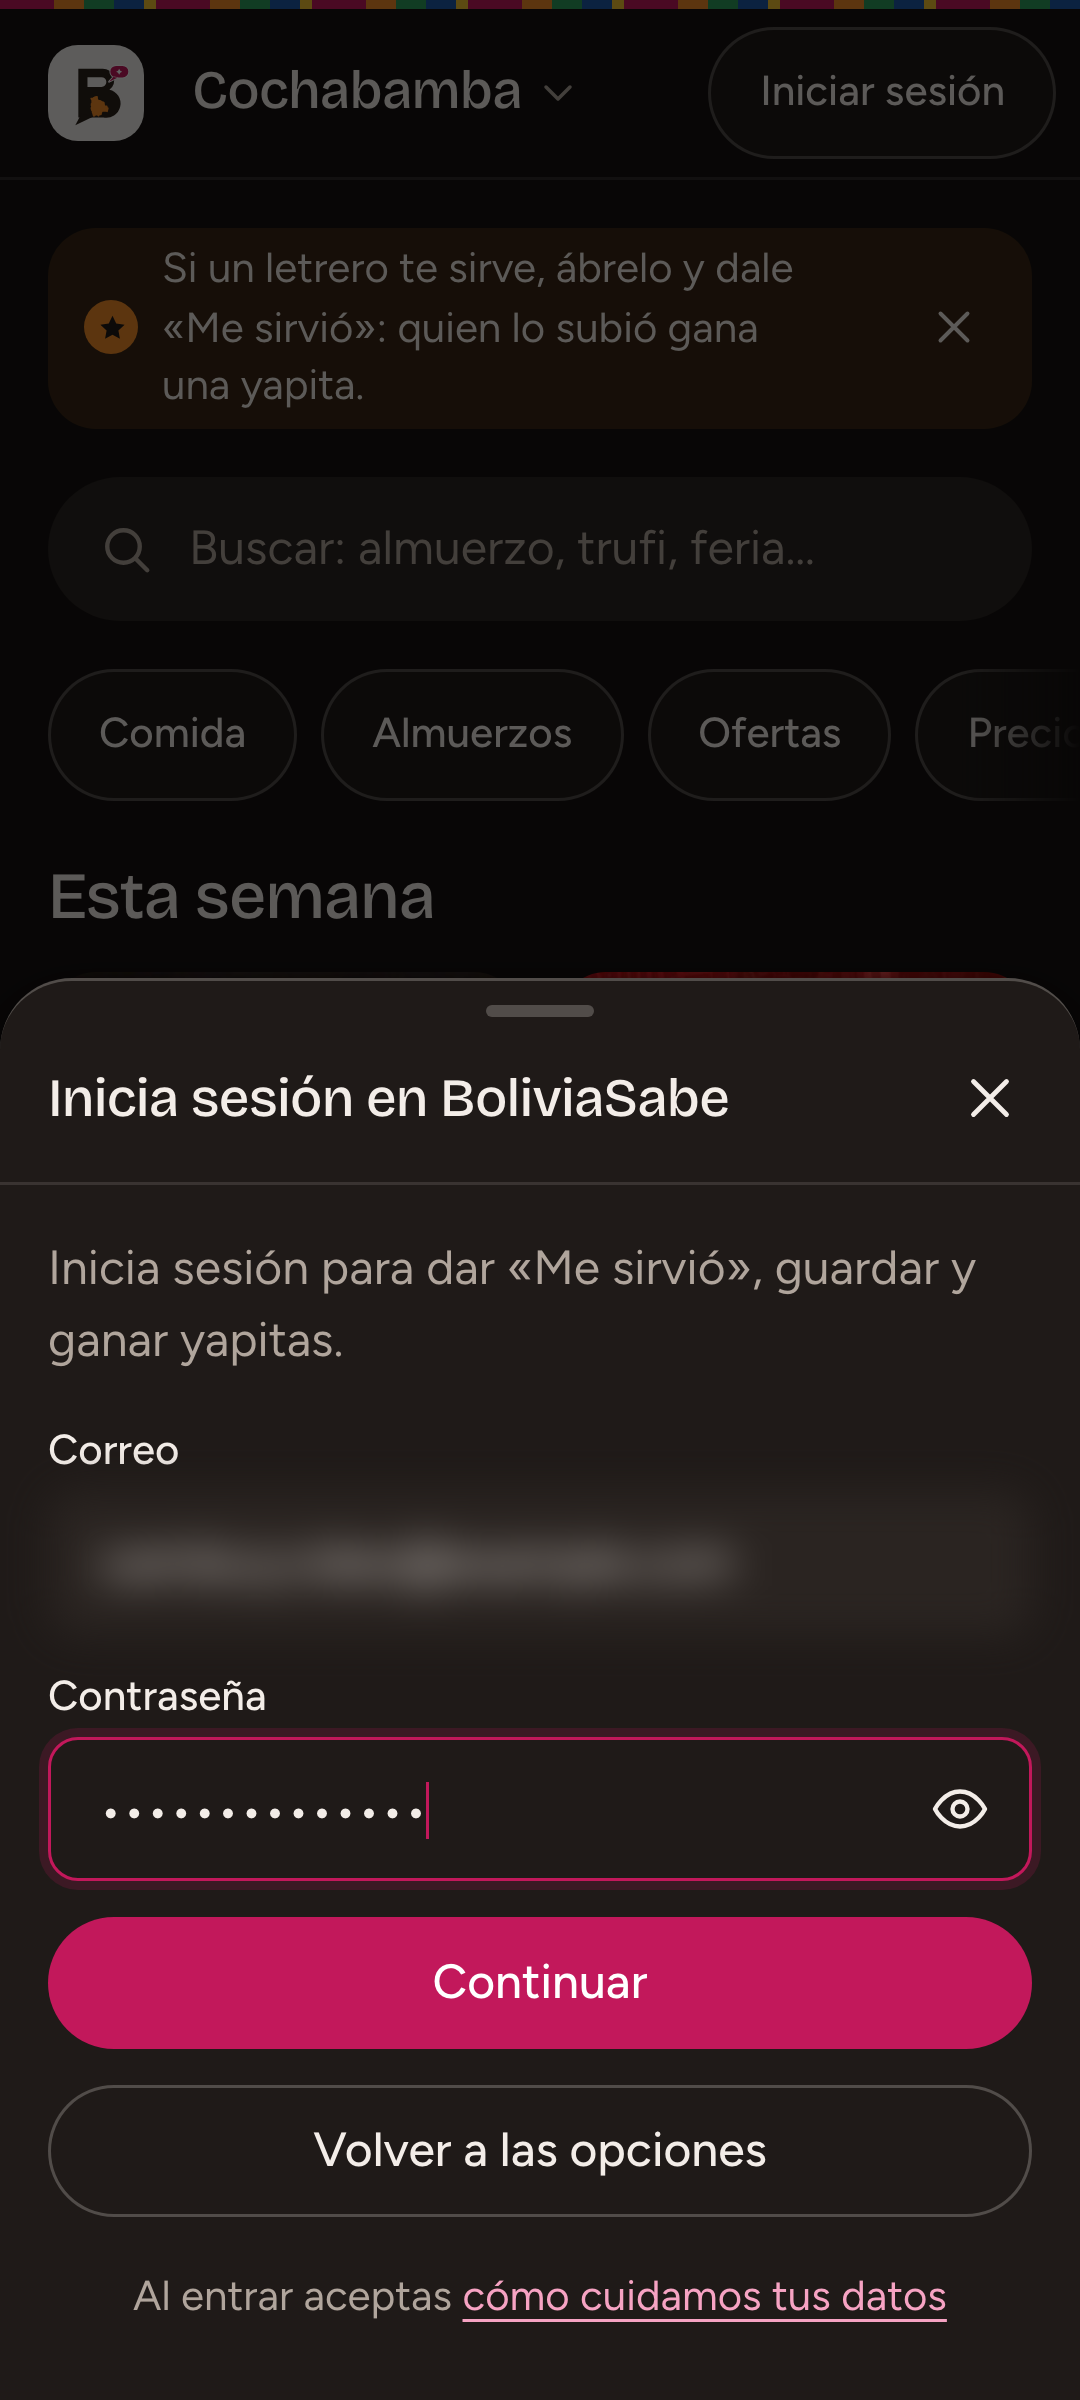 Cochabamba
Iniciar sesión
Si un letrero te sirve, ábrelo y dale
«Me sirvió»: quien lo subió gana
una yapita.
Buscar: almuerzo, trufi, feria...
Comida
Almuerzos
Ofertas
Esta semana
Inicia sesión en BoliviaSabe
Inicia sesión para dar «Me sirvió», guardar y
ganar yapitas.
Correo
Contraseña
Continuar
Volver a las opciones
Al entrar aceptas cómo cuidamos tus datos